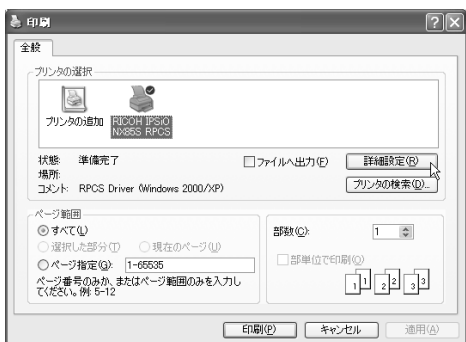 印刷
全般
プリンタの選択
プリンタの追加
RICOH IPSiO
NX85S RPCS
状態: 準備完了
場所:
コメント: RPCS Driver (Windows 2000/XP)
ファイルへ出力(F)
詳細設定(R)
プリンタの検索(D)...
ページ範囲
すべて(L)
選択した部分(T)
現在のページ(U)
ページ指定(G): 1-65535
ページ番号のみか、またはページ範囲のみを入力し
てください。例: 5-12
部数(C): 1
部単位で印刷(O)
1 1 2 2 3 3
印刷(P)
キャンセル
適用(A)